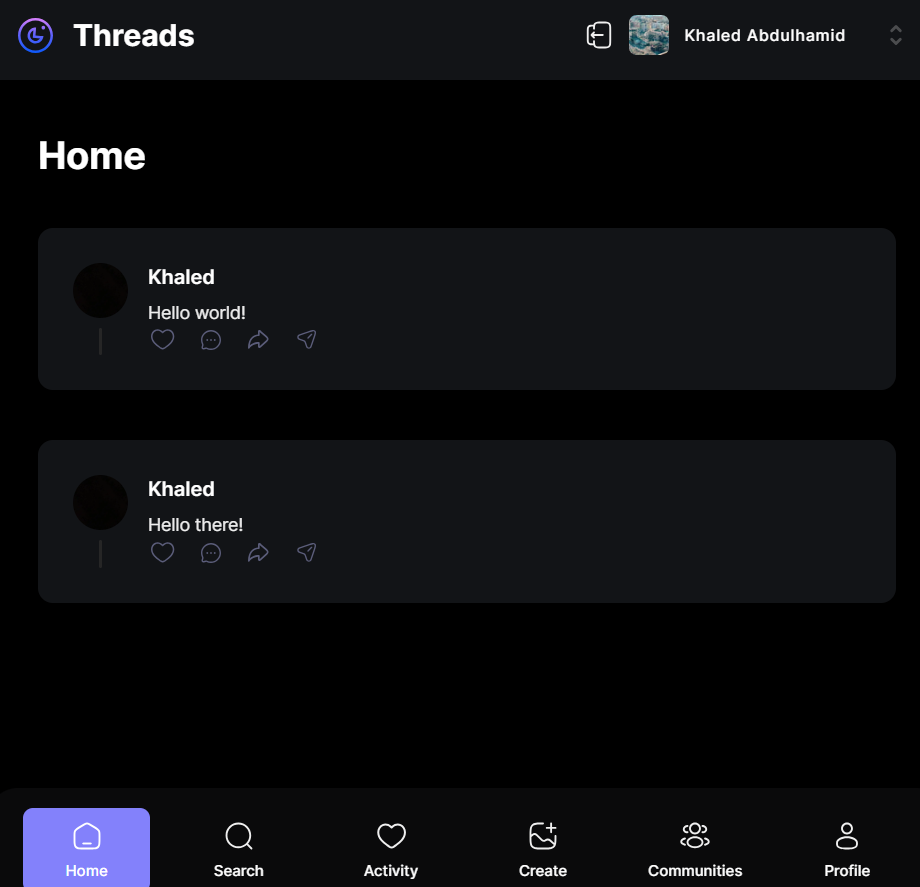 Threads
Khaled Abdulhamid
Home
Khaled
Hello world!
Khaled
Hello there!
Home
Search
Activity
Create
Communities
Profile